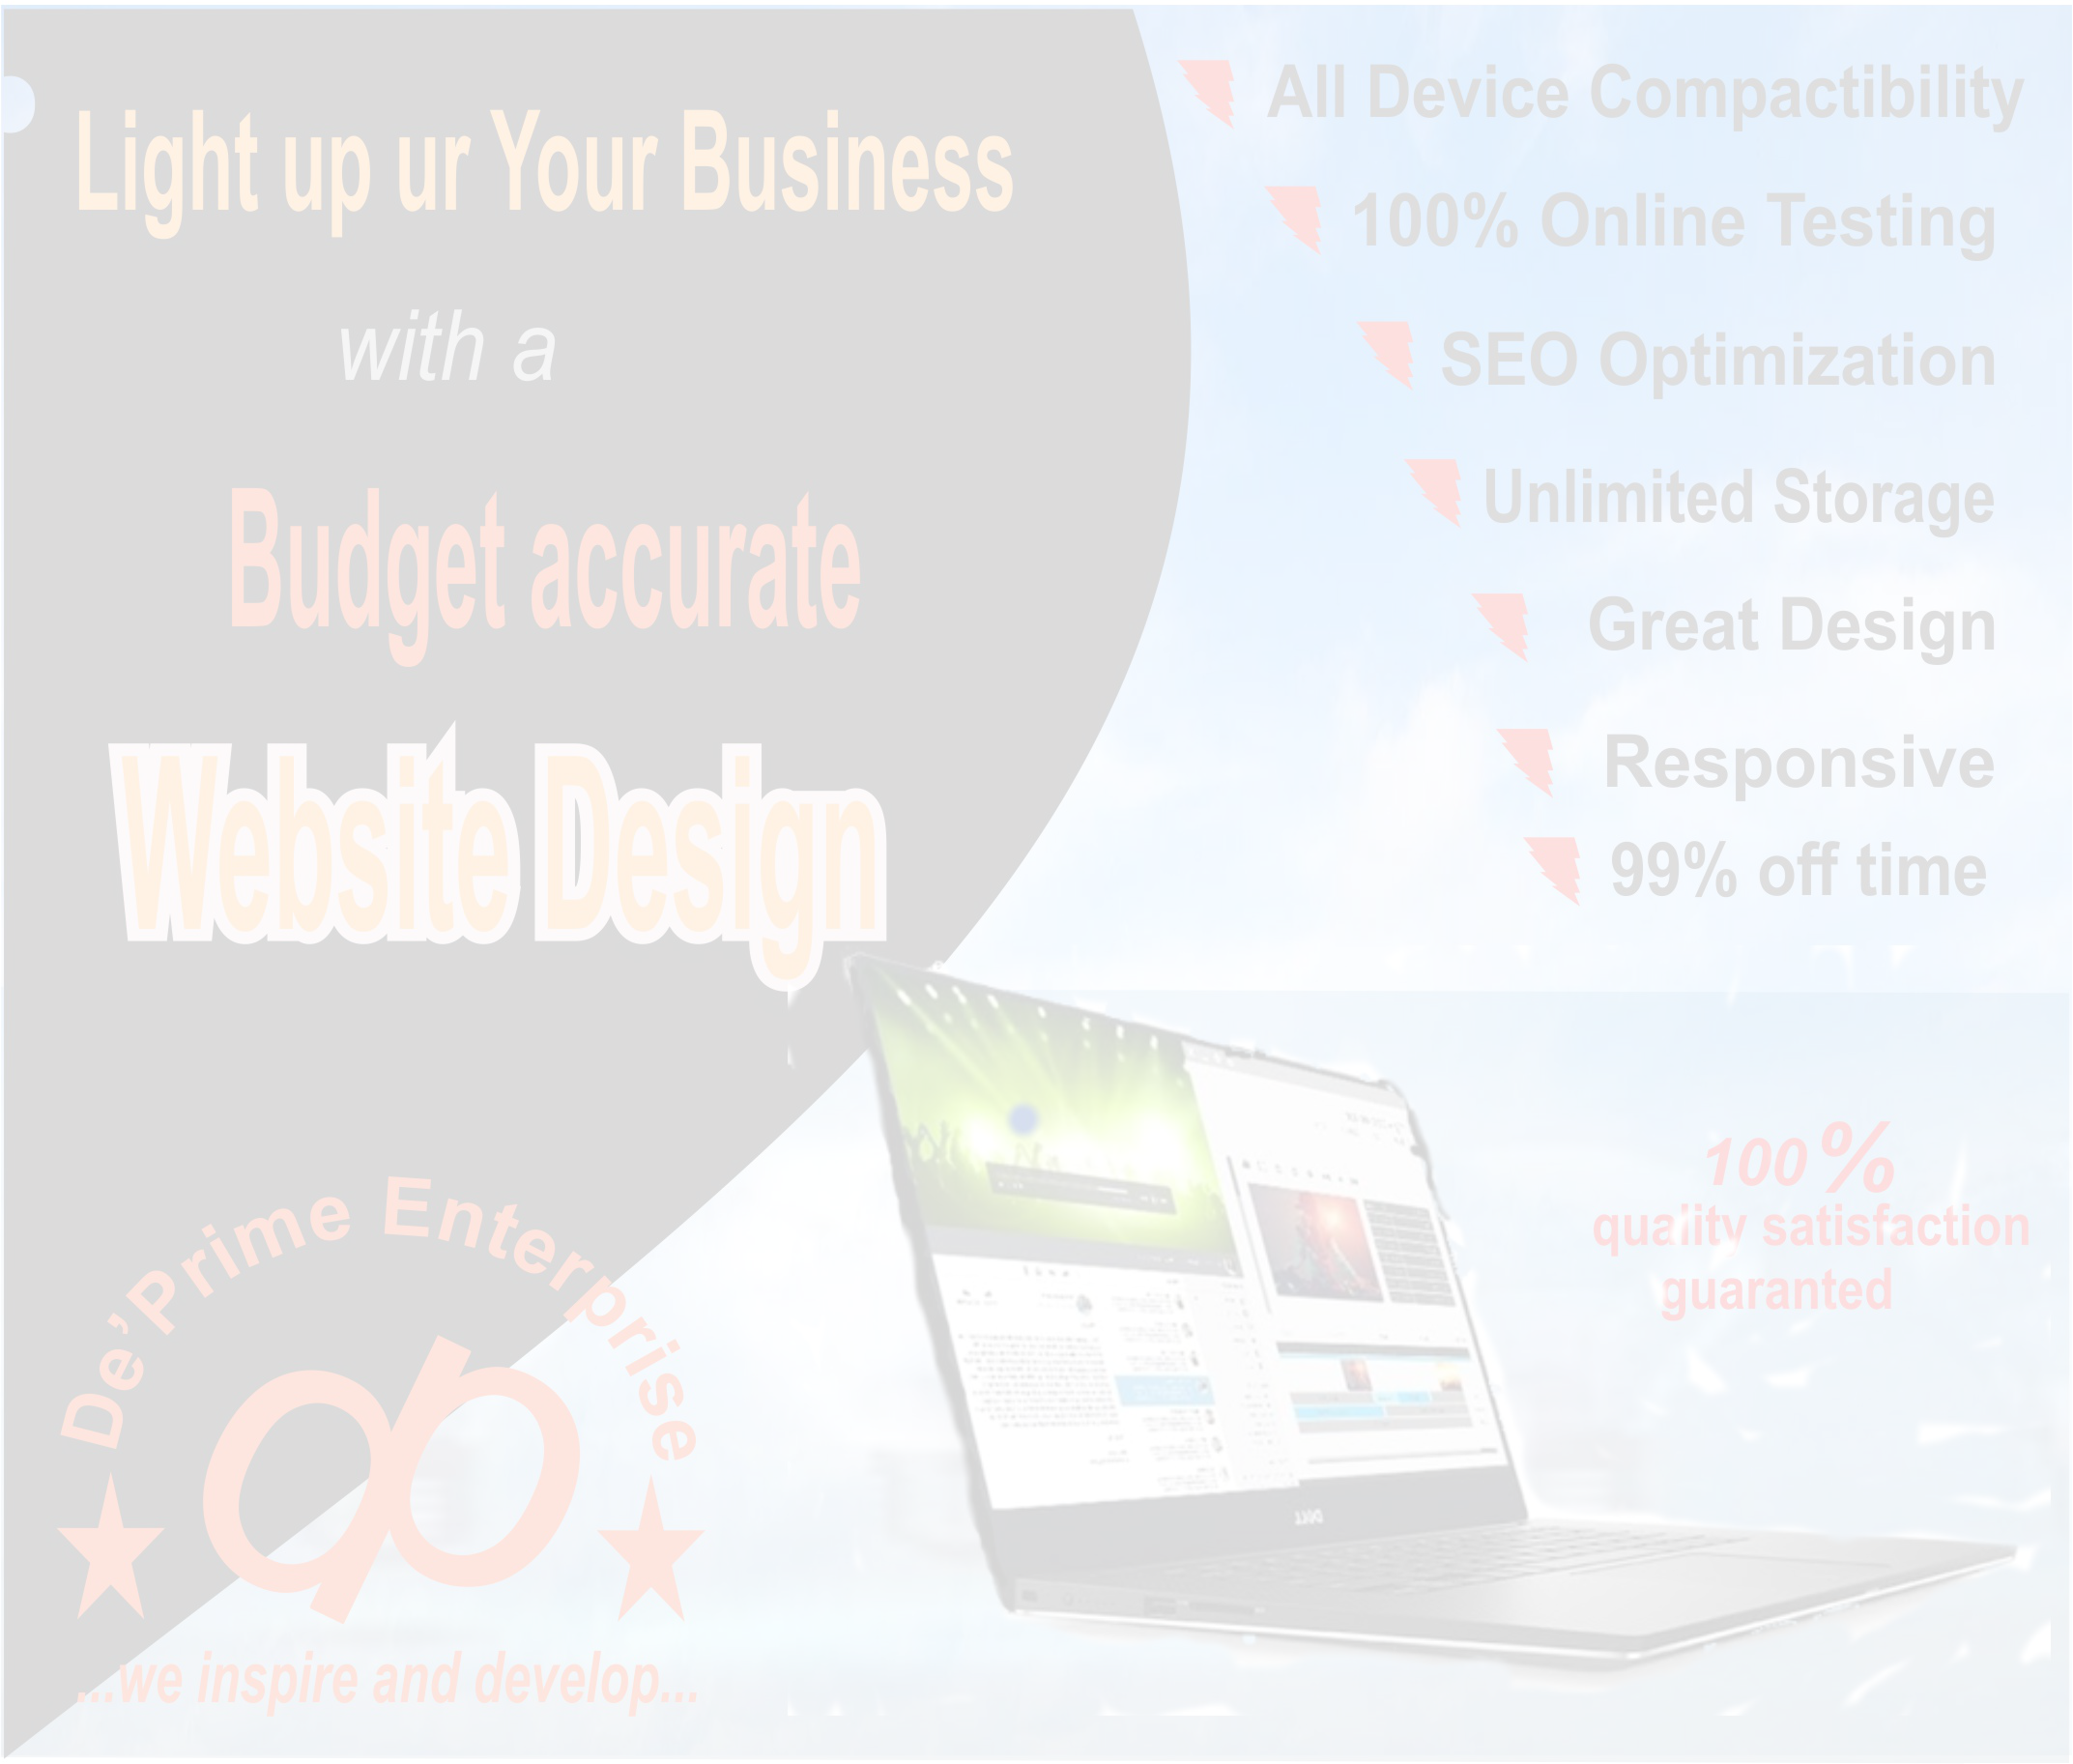 Light up ur Your Business
with a
Budget accurate
Website Design
All Device Compactibility
100% Online Testing
SEO Optimization
Unlimited Storage
Great Design
Responsive
99% off time
100%
quality satisfaction
guaranted
De'Prime Enterprise
...we inspire and develop...
DELL